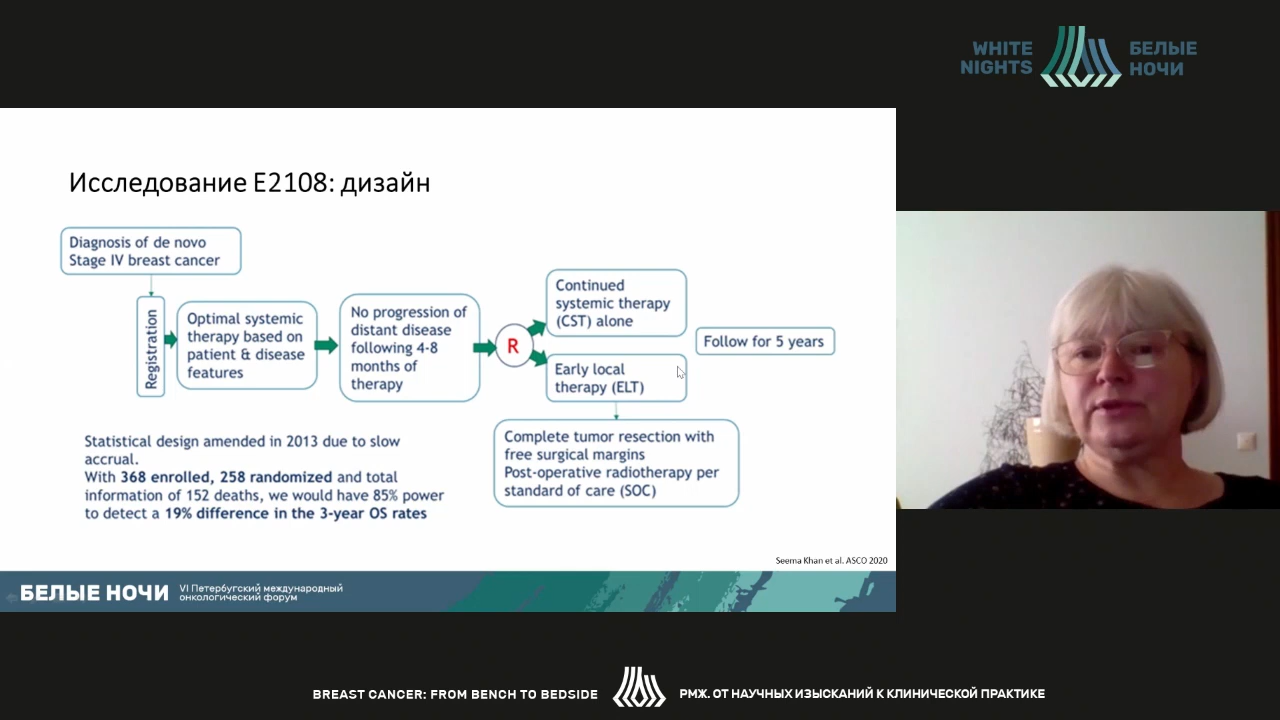 WHITE
NIGHTS
БЕЛЫЕ
НОЧИ
Исследование E2108: дизайн
Diagnosis of de novo
Stage IV breast cancer
Registration
Optimal systemic
therapy based on
patient & disease
features
No progression of
distant disease
following 4-8
months of
therapy
R
Continued
systemic therapy
(CST) alone
Early local
therapy (ELT)
Follow for 5 years
Complete tumor resection with
free surgical margins
Post-operative radiotherapy per
standard of care (SOC)
Statistical design amended in 2013 due to slow
accrual.
With 368 enrolled, 258 randomized and total
information of 152 deaths, we would have 85% power
to detect a 19% difference in the 3-year OS rates
Seema Khan et al. ASCO 2020
БЕЛЫЕ НОЧИ
VI Петербугский международный
онкологический форум
BREAST CANCER: FROM BENCH TO BEDSIDE
РМЖ. ОТ НАУЧНЫХ ИЗЫСКАНИЙ К КЛИНИЧЕСКОЙ ПРАКТИКЕ